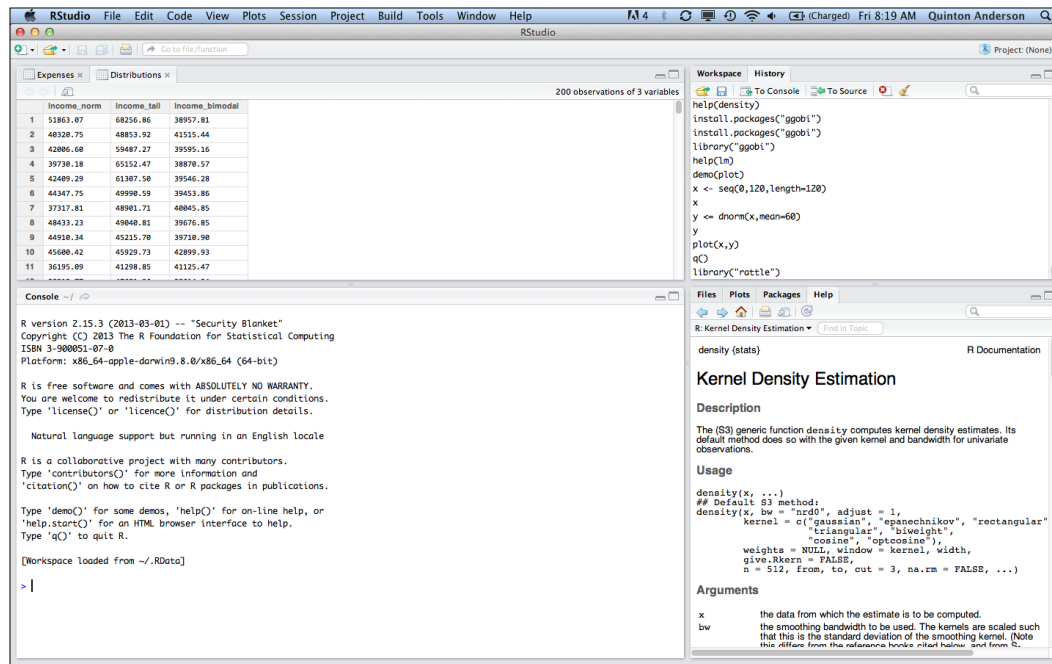 RStudio File Edit Code View Plots Session Project Build Tools Window Help 4 (Charged) Fri 8:19 AM Quinton Anderson
RStudio
Go to file/function Project: (None)
Expenses × Distributions ×
200 observations of 3 variables
Income_norm Income_tail Income_bimodal
1 51863.07 68256.86 38957.81
2 40320.75 48853.92 41515.44
3 42006.60 59487.27 39595.16
4 39730.18 65152.47 38870.57
5 42409.29 61307.50 39546.28
6 44347.75 49990.59 39453.86
7 37317.81 48901.71 40045.85
8 48433.23 49040.81 39676.85
9 44910.34 45215.70 39710.90
10 45600.42 45929.73 42899.93
11 36195.09 41298.85 41125.47
Console ~/
R version 2.15.3 (2013-03-01) -- "Security Blanket"
Copyright (C) 2013 The R Foundation for Statistical Computing
ISBN 3-900051-07-0
Platform: x86_64-apple-darwin9.8.0/x86_64 (64-bit)
R is free software and comes with ABSOLUTELY NO WARRANTY.
You are welcome to redistribute it under certain conditions.
Type 'license()' or 'licence()' for distribution details.
Natural language support but running in an English locale
R is a collaborative project with many contributors.
Type 'contributors()' for more information and
'citation()' on how to cite R or R packages in publications.
Type 'demo()' for some demos, 'help()' for on-line help, or
'help.start()' for an HTML browser interface to help.
Type 'q()' to quit R.
[Workspace loaded from ~/.RData]
>
Workspace History
To Console To Source
help(density)
install.packages("ggobi")
install.packages("ggobi")
library("ggobi")
help(lm)
demo(plot)
x <- seq(0,120,length=120)
x
y <= dnorm(x,mean=60)
y
plot(x,y)
q()
library("rattle")
Files Plots Packages Help
R: Kernel Density Estimation Find in Topic
density {stats} R Documentation
Kernel Density Estimation
Description
The (S3) generic function density computes kernel density estimates. Its
default method does so with the given kernel and bandwidth for univariate
observations.
Usage
density(x, ...)
## Default S3 method:
density(x, bw = "nrd0", adjust = 1,
kernel = c("gaussian", "epanechnikov", "rectangular"
"triangular", "biweight",
"cosine", "optcosine"),
weights = NULL, window = kernel, width,
give.Rkern = FALSE,
n = 512, from, to, cut = 3, na.rm = FALSE, ...)
Arguments
x the data from which the estimate is to be computed.
bw the smoothing bandwidth to be used. The kernels are scaled such
that this is the standard deviation of the smoothing kernel. (Note
this differs from the reference books cited below, and from S-